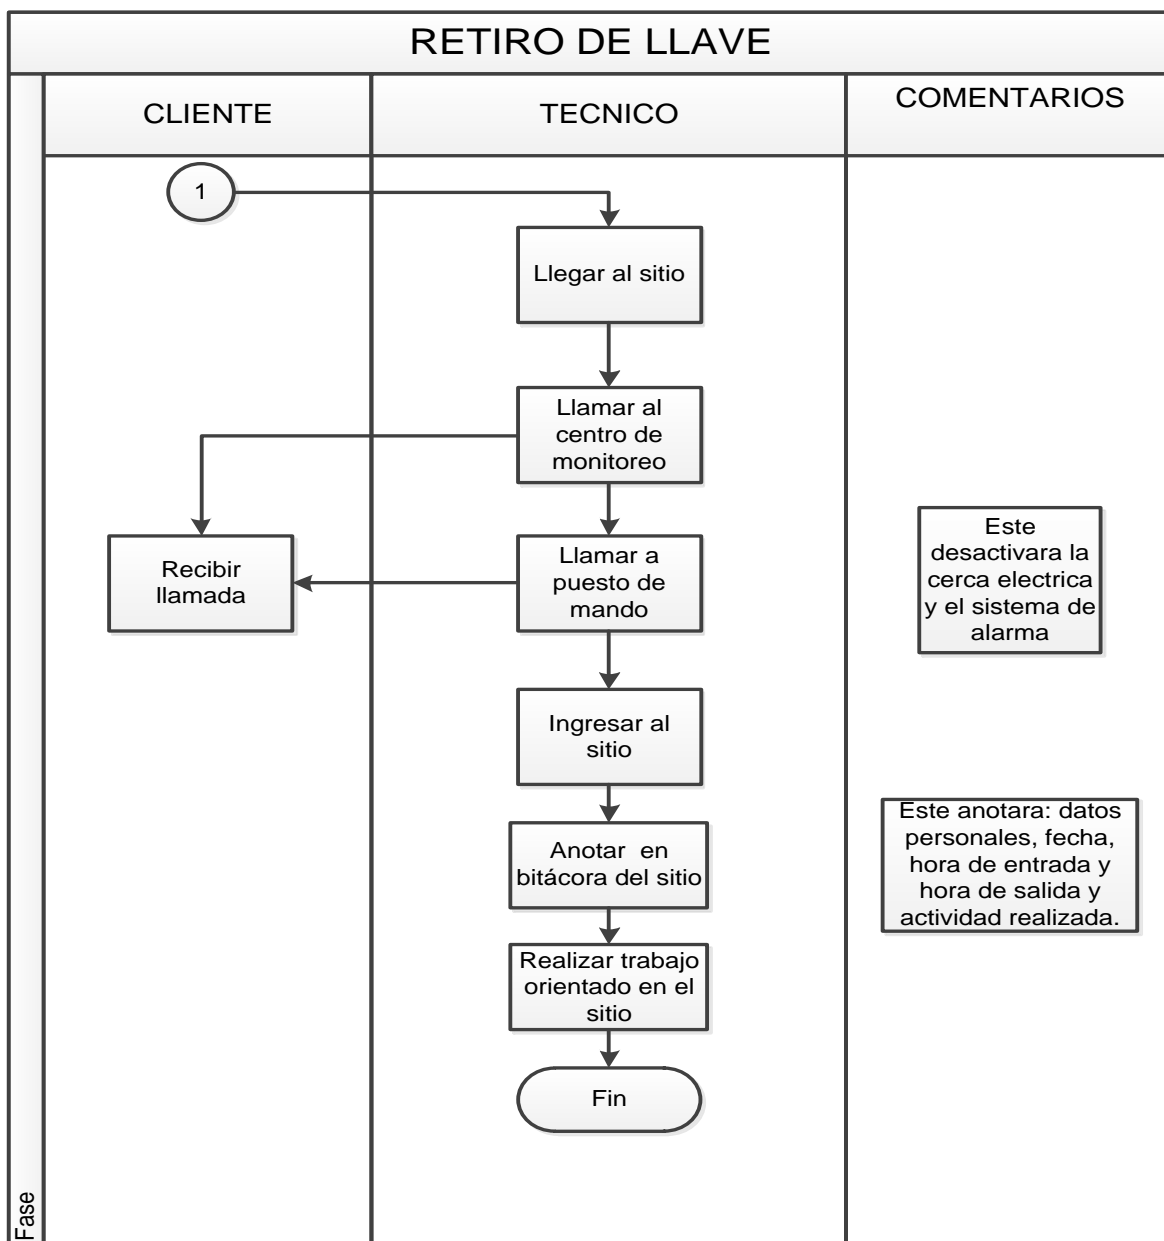 RETIRO DE LLAVE
CLIENTE
TECNICO
COMENTARIOS
1
Llegar al sitio
Llamar al
centro de
monitoreo
Recibir
llamada
Llamar a
puesto de
mando
Este
desactivara la
cerca electrica
y el sistema de
alarma
Ingresar al
sitio
Anotar en
bitácora del sitio
Este anotara: datos
personales, fecha,
hora de entrada y
hora de salida y
actividad realizada.
Realizar trabajo
orientado en el
sitio
Fin
Fase